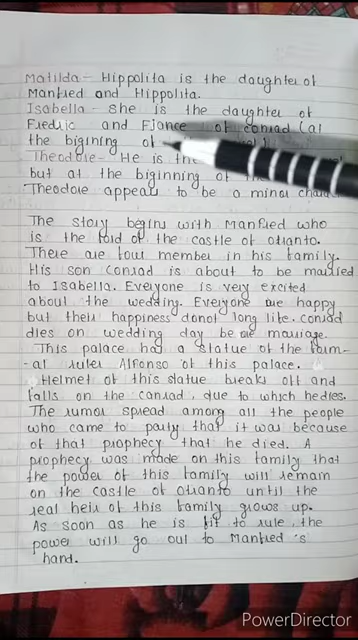 Matilda - Hippolita is the daughter of
Manfred and Hippolita.
Isabella - She is the daughter of
Fredric and Fiance of conrad (at
the bigining of
Theodore - He is the
but at the biginning of the
Theodore appears to be a minor
The story begins with Manfred who
is the lord of the castle of otranto.
There are four member in his family.
His son Conrad is about to be married
to Isabella. Everyone is very excited
about the wedding. Everyone are happy
but their happiness donot long life. conrad
dies on wedding day be marriage.
This palace has a statue of the form-
-al ruler Alfonso of this palace.
Helmet of this statue breaks off and
falls on the canrad, due to which he dies.
The rumor spread among all the people
who came to party that it was because
of that prophecy that he died. A
prophecy was made on this family that
the power of this family will remain
on the castle of otranto until the
real heir of this family grows up.
As soon as he is fit to rule, the
power will go out to Manfred's
hand.
PowerDirector